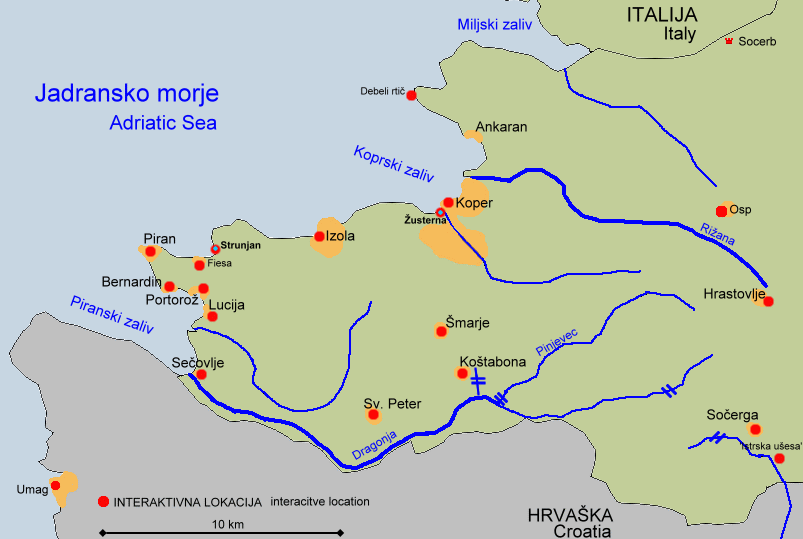 ITALIJA
Italy
Miljski zaliv
Socerb
Jadransko morje
Adriatic Sea
Debeli rtič
Ankaran
Koprski zaliv
Koper
Žusterna
Osp
Rižana
Piran
Strunjan
Izola
Fiesa
Bernardin
Portorož
Lucija
Hrastovlje
Piranski zaliv
Šmarje
Pinjevec
Sečovlje
Koštabona
Sv. Peter
Sočerga
Dragonja
Istrska ušesa'
Umag
INTERAKTIVNA LOKACIJA interacitve location
10 km
HRVAŠKA
Croatia